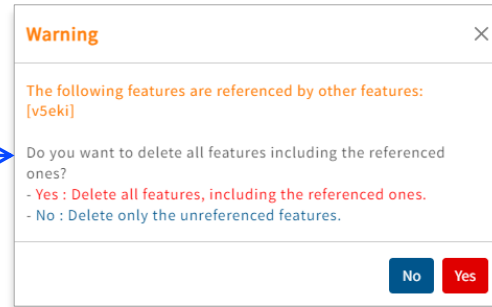 Warning
The following features are referenced by other features:
[v5eki]
Do you want to delete all features including the referenced
ones?
- Yes : Delete all features, including the referenced ones.
- No : Delete only the unreferenced features.
No Yes